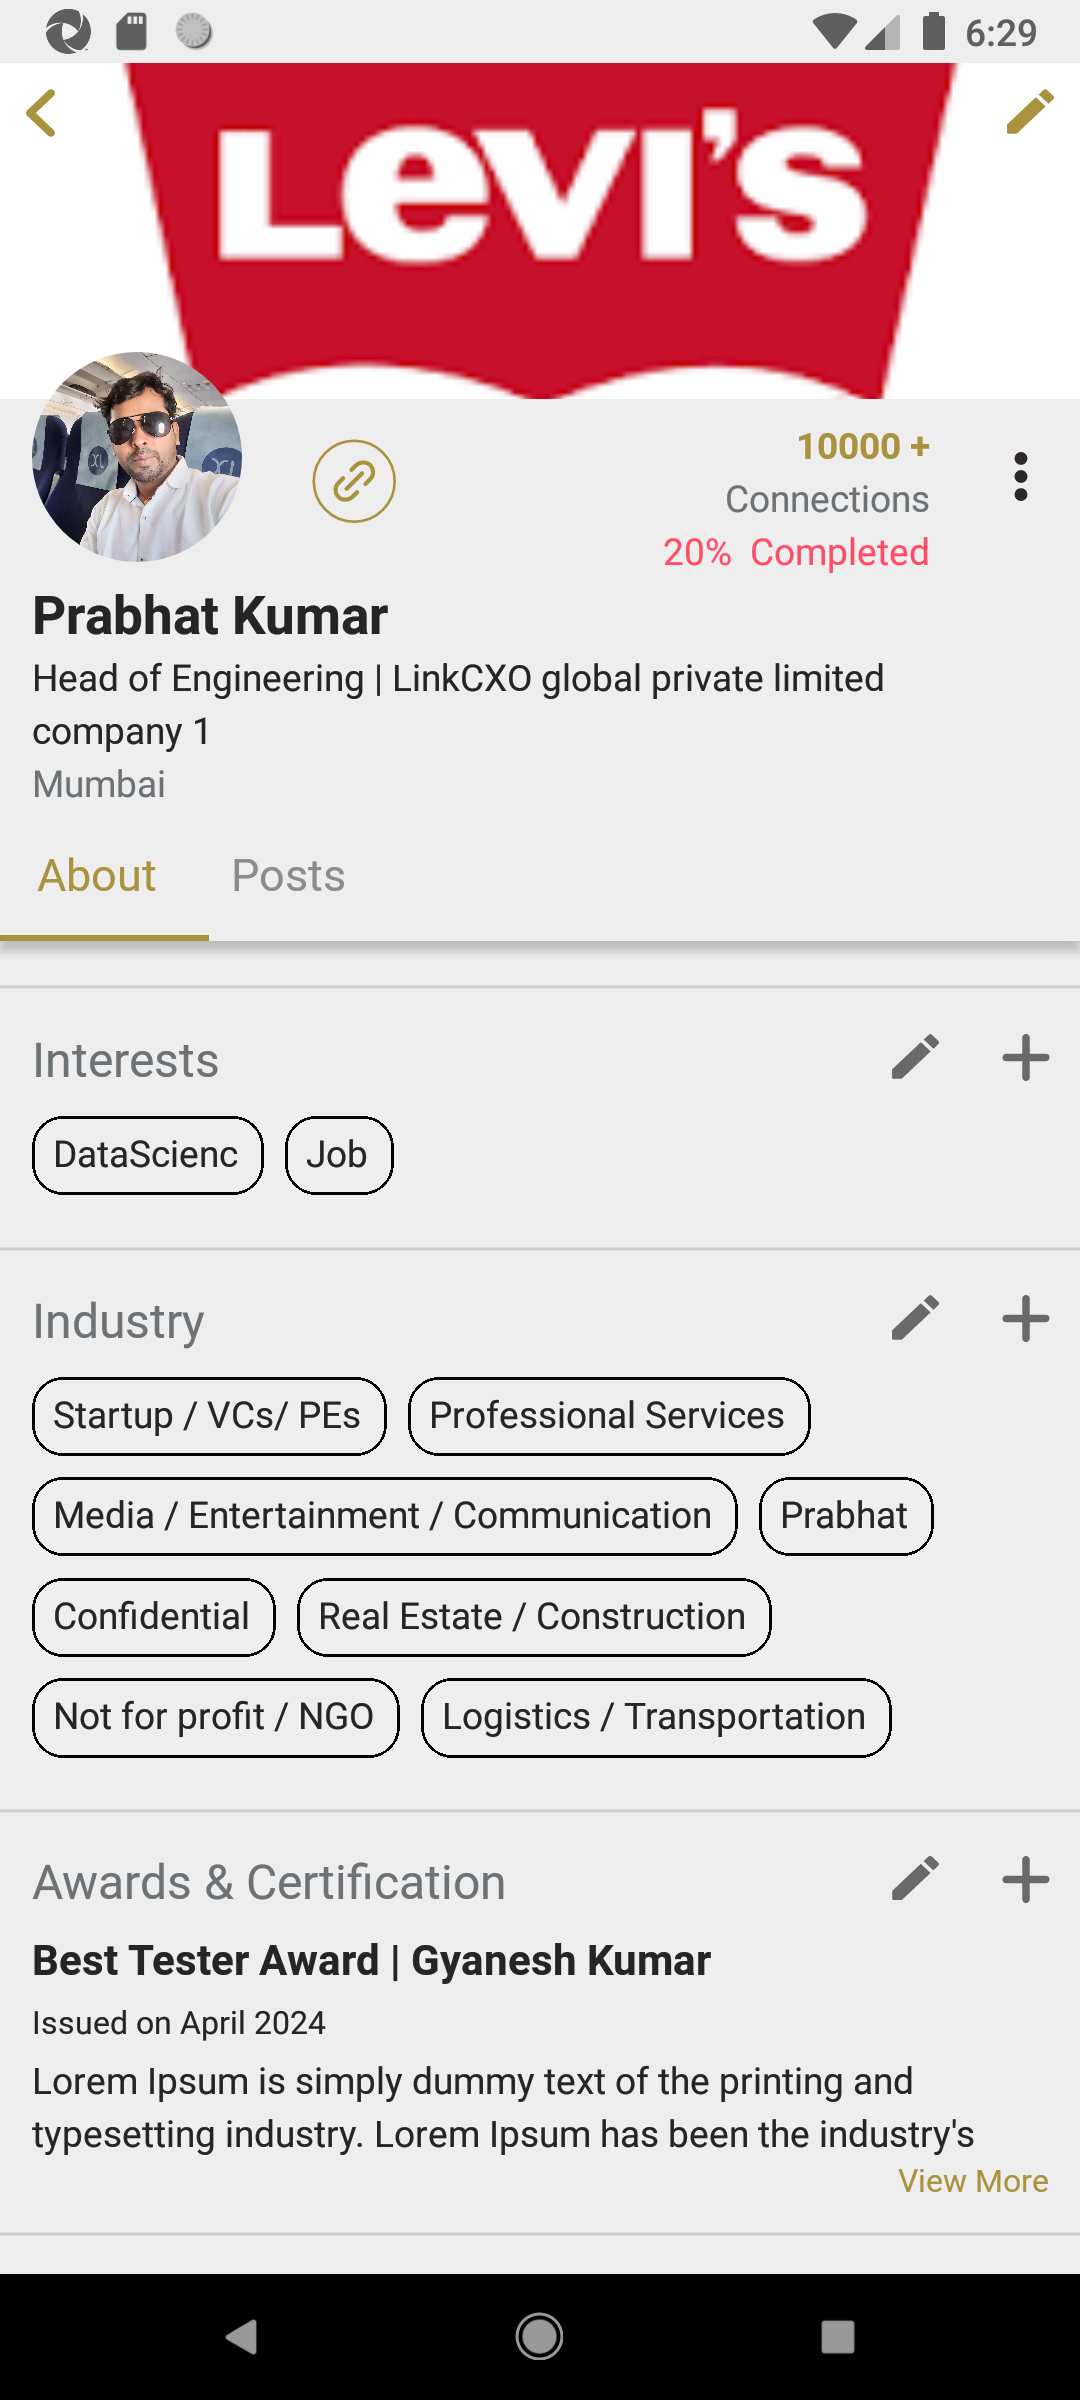 6:29
Levi's
10000 +
Connections
20% Completed
Prabhat Kumar
Head of Engineering | LinkCXO global private limited
company 1
Mumbai
About Posts
Interests
DataScienc Job
Industry
Startup / VCs/ PEs Professional Services
Media / Entertainment / Communication Prabhat
Confidential Real Estate / Construction
Not for profit / NGO Logistics / Transportation
Awards & Certification
Best Tester Award | Gyanesh Kumar
Issued on April 2024
Lorem Ipsum is simply dummy text of the printing and
typesetting industry. Lorem Ipsum has been the industry's
View More